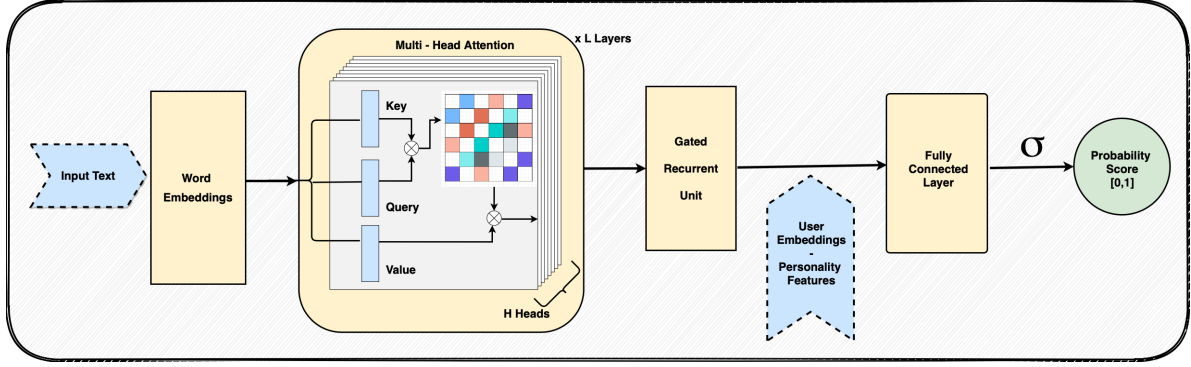 Multi - Head Attention
x L Layers
Key
Query
Value
H Heads
Input Text
Word
Embeddings
Gated
Recurrent
Unit
User
Embeddings
-
Personality
Features
Fully
Connected
Layer
σ
Probability
Score
[0,1]